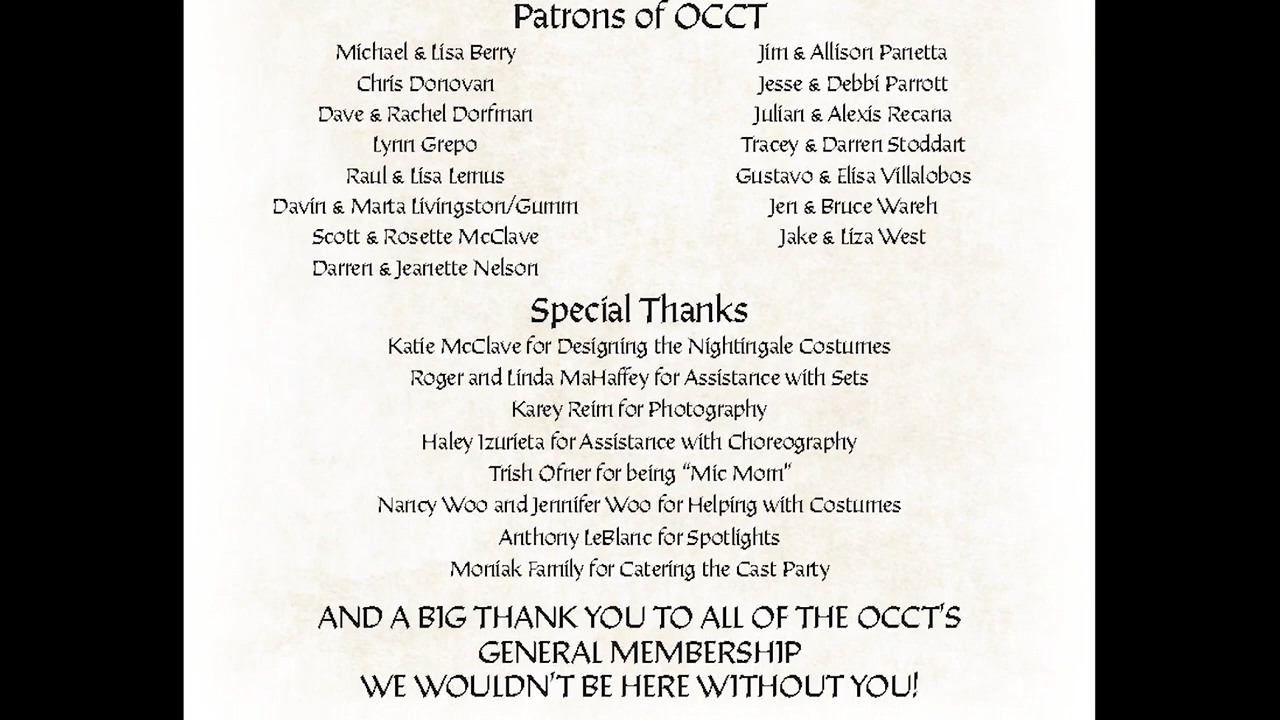 Patrons of OCCT
Michael & Lisa Berry
Chris Donovan
Dave & Rachel Dorfman
Lynn Grepo
Raul & Lisa Lemus
Davin & Marta Livingston/Gumm
Scott & Rosette McClave
Darren & Jeanette Nelson
Jim & Allison Panetta
Jesse & Debbi Parrott
Julian & Alexis Recana
Tracey & Darren Stoddart
Gustavo & Elisa Villalobos
Jen & Bruce Wareh
Jake & Liza West
Special Thanks
Katie McClave for Designing the Nightingale Costumes
Roger and Linda MaHaffey for Assistance with Sets
Karey Reim for Photography
Haley Izurieta for Assistance with Choreography
Trish Ofner for being “Mic Mom”
Nancy Woo and Jennifer Woo for Helping with Costumes
Anthony LeBlanc for Spotlights
Moniak Family for Catering the Cast Party
AND A BIG THANK YOU TO ALL OF THE OCCT'S
GENERAL MEMBERSHIP
WE WOULDN'T BE HERE WITHOUT YOU!